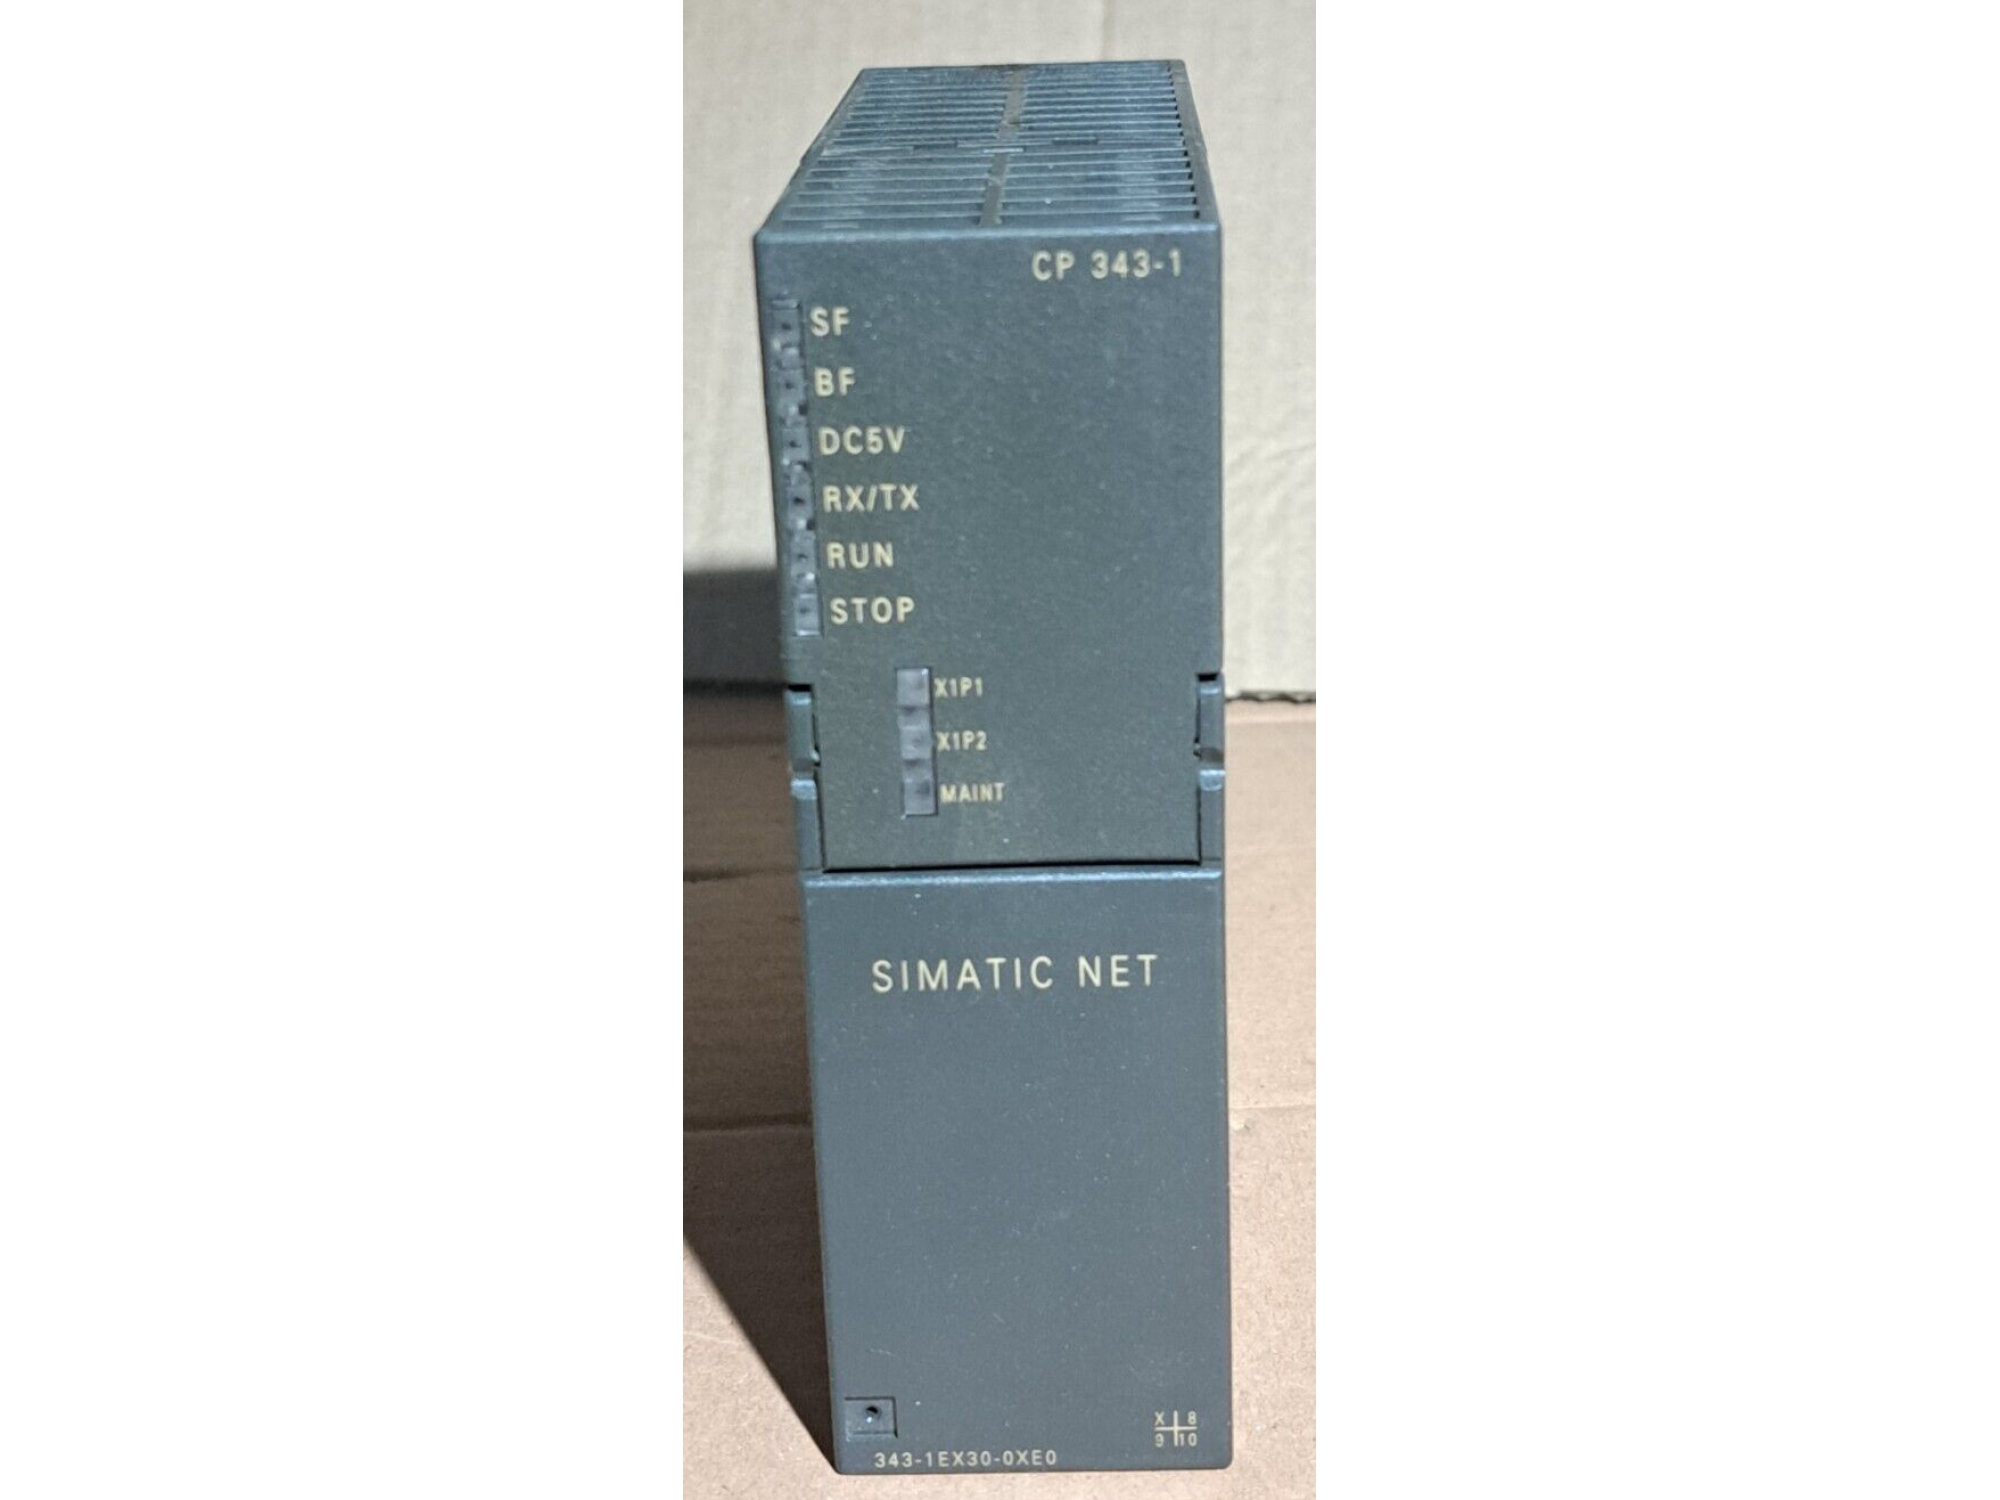 CP 343-1
SF
BF
DC5V
RX/TX
RUN
STOP
X1P1
X1P2
MAINT
SIMATIC NET
X 8
9 10
343-1EX30-0XE0